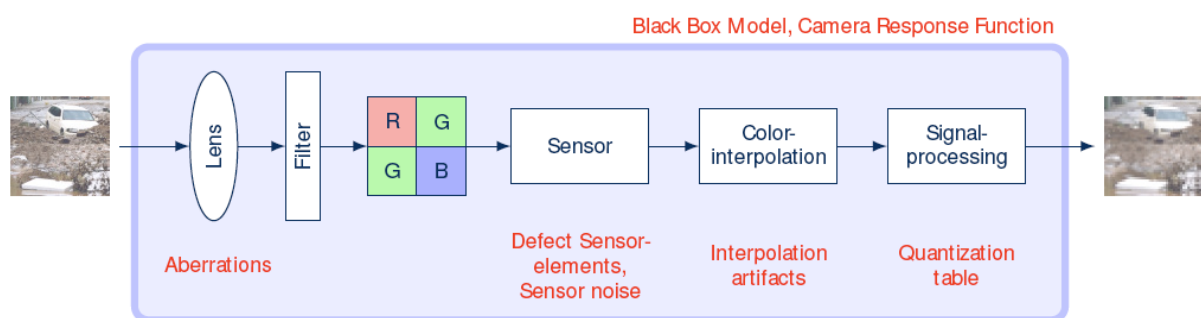 Black Box Model, Camera Response Function
Lens
Filter
R
G
G
B
Sensor
Color-
interpolation
Signal-
processing
Aberrations
Defect Sensor-
elements,
Sensor noise
Interpolation
artifacts
Quantization
table